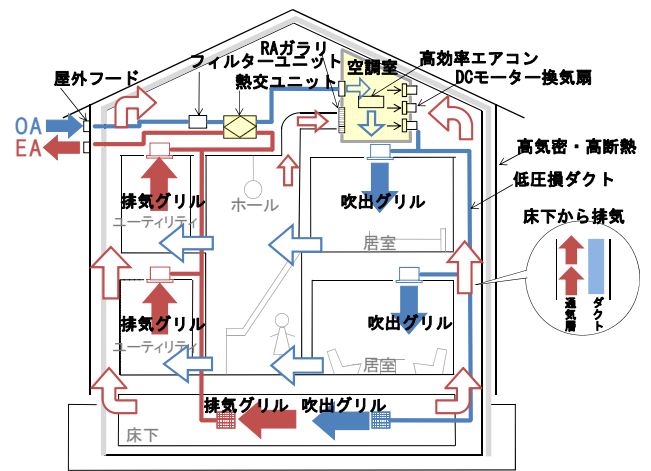 RAガラリ
フィルターユニット
空調室
高効率エアコン
屋外フード
熱交ユニット
DCモーター換気扇
OA
EA
高気密・高断熱
低圧損ダクト
排気グリル
ホール
吹出グリル
床下から排気
ユーティリティ
居室
通気層
ダクト
排気グリル
吹出グリル
ユーティリティ
居室
排気グリル
吹出グリル
床下